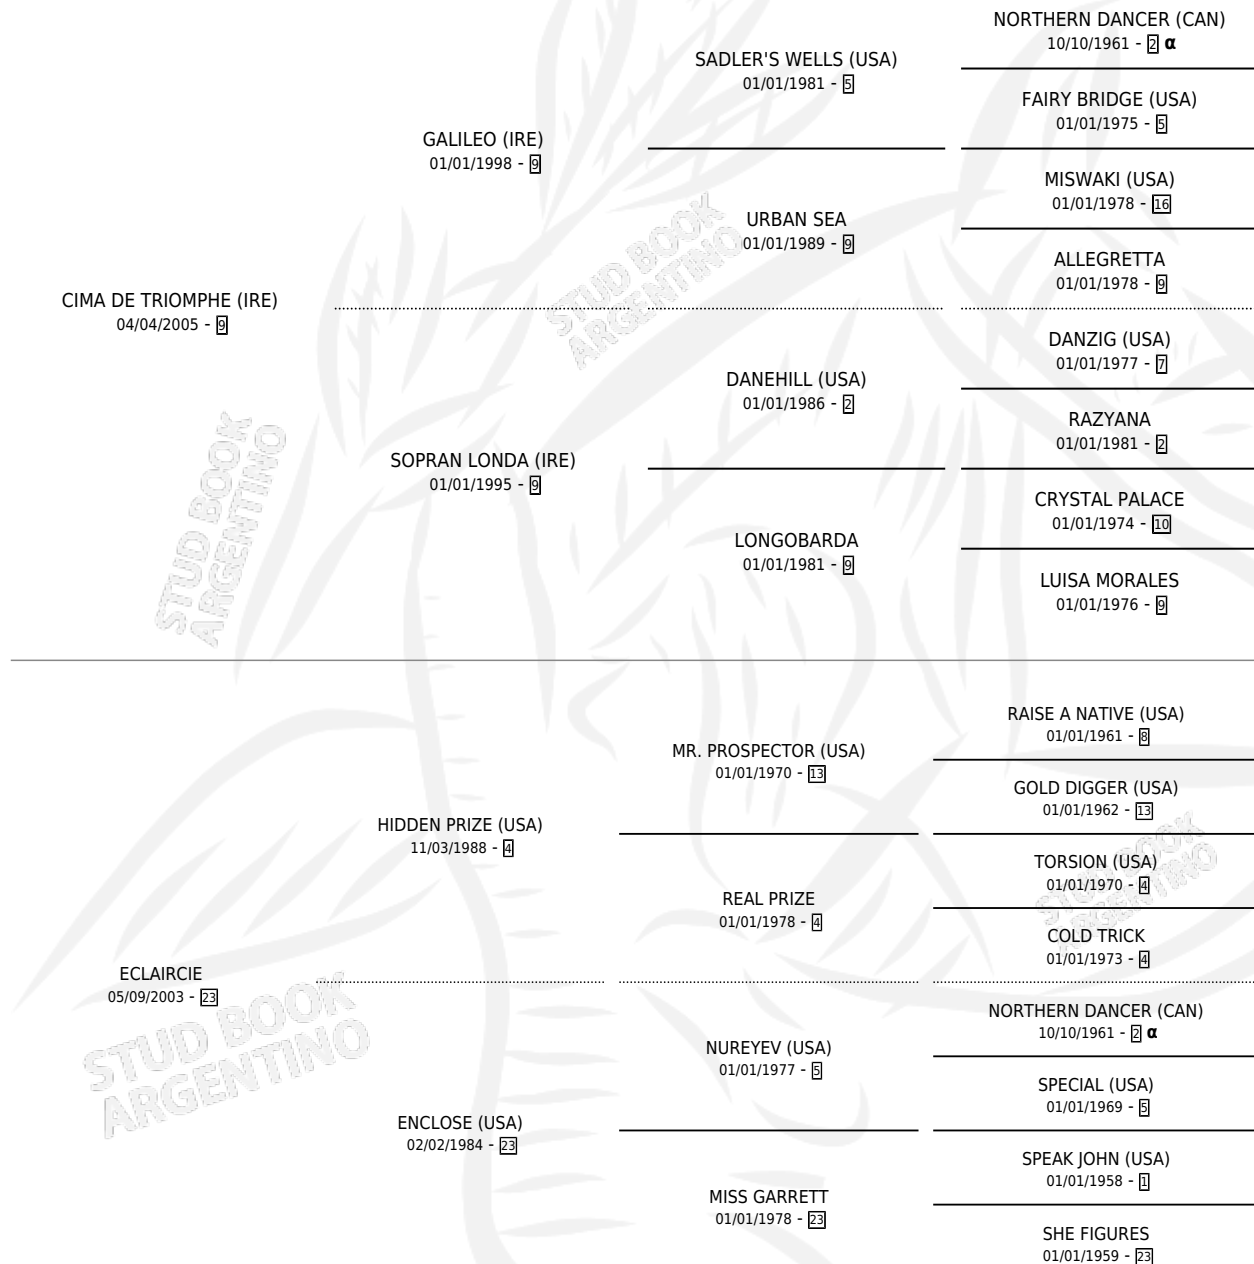 NORTHERN DANCER (CAN)
10/10/1961 - 2 α
SADLER'S WELLS (USA)
01/01/1981 - 5
FAIRY BRIDGE (USA)
01/01/1975 - 5
GALILEO (IRE)
01/01/1998 - 9
MISWAKI (USA)
01/01/1978 - 16
URBAN SEA
01/01/1989 - 9
ALLEGRETTA
01/01/1978 - 9
CIMA DE TRIOMPHE (IRE)
04/04/2005 - 9
DANZIG (USA)
01/01/1977 - 7
DANEHILL (USA)
01/01/1986 - 2
RAZYANA
01/01/1981 - 2
SOPRAN LONDA (IRE)
01/01/1995 - 9
CRYSTAL PALACE
01/01/1974 - 10
LONGOBARDA
01/01/1981 - 9
LUISA MORALES
01/01/1976 - 9
RAISE A NATIVE (USA)
01/01/1961 - 8
MR. PROSPECTOR (USA)
01/01/1970 - 13
GOLD DIGGER (USA)
01/01/1962 - 13
HIDDEN PRIZE (USA)
11/03/1988 - 4
TORSION (USA)
01/01/1970 - 4
REAL PRIZE
01/01/1978 - 4
COLD TRICK
01/01/1973 - 4
ECLAIRCIE
05/09/2003 - 23
NORTHERN DANCER (CAN)
10/10/1961 - 2 α
NUREYEV (USA)
01/01/1977 - 5
SPECIAL (USA)
01/01/1969 - 5
ENCLOSE (USA)
02/02/1984 - 23
SPEAK JOHN (USA)
01/01/1958 - 1
MISS GARRETT
01/01/1978 - 23
SHE FIGURES
01/01/1959 - 23
STUD BOOK
ARGENTINO
STUD BOOK
ARGENTINO
STUD BOOK
ARGENTINO
STUD BOOK
ARGENTINO